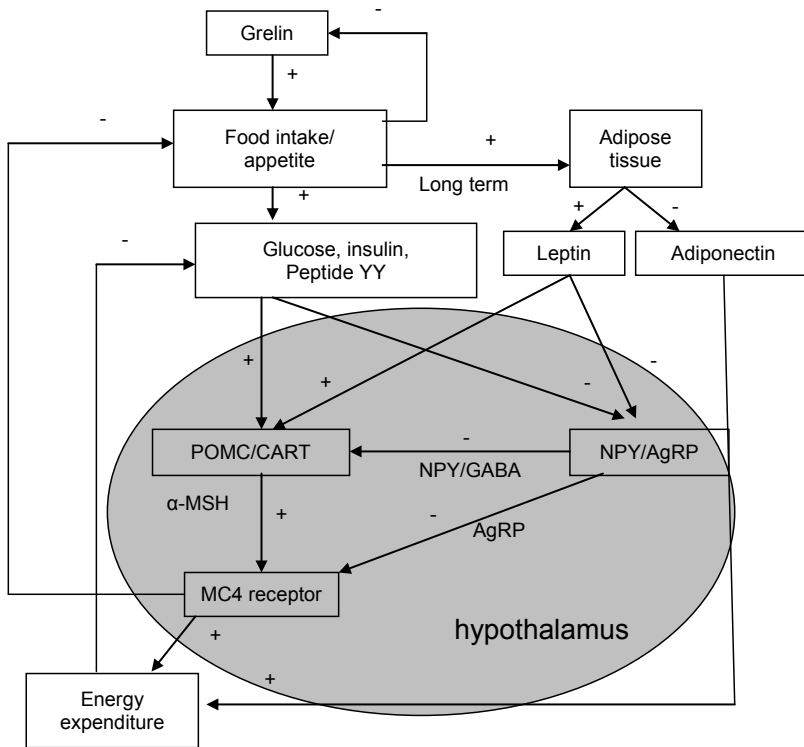 -
Grelin
+
-
Food intake/
appetite
+
Adipose
tissue
Long term
+
+
-
-
Glucose, insulin,
Peptide YY
Leptin
Adiponectin
+
+
-
-
POMC/CART
-
NPY/GABA
NPY/AgRP
α-MSH
+
-
AgRP
MC4 receptor
hypothalamus
+
+
Energy
expenditure